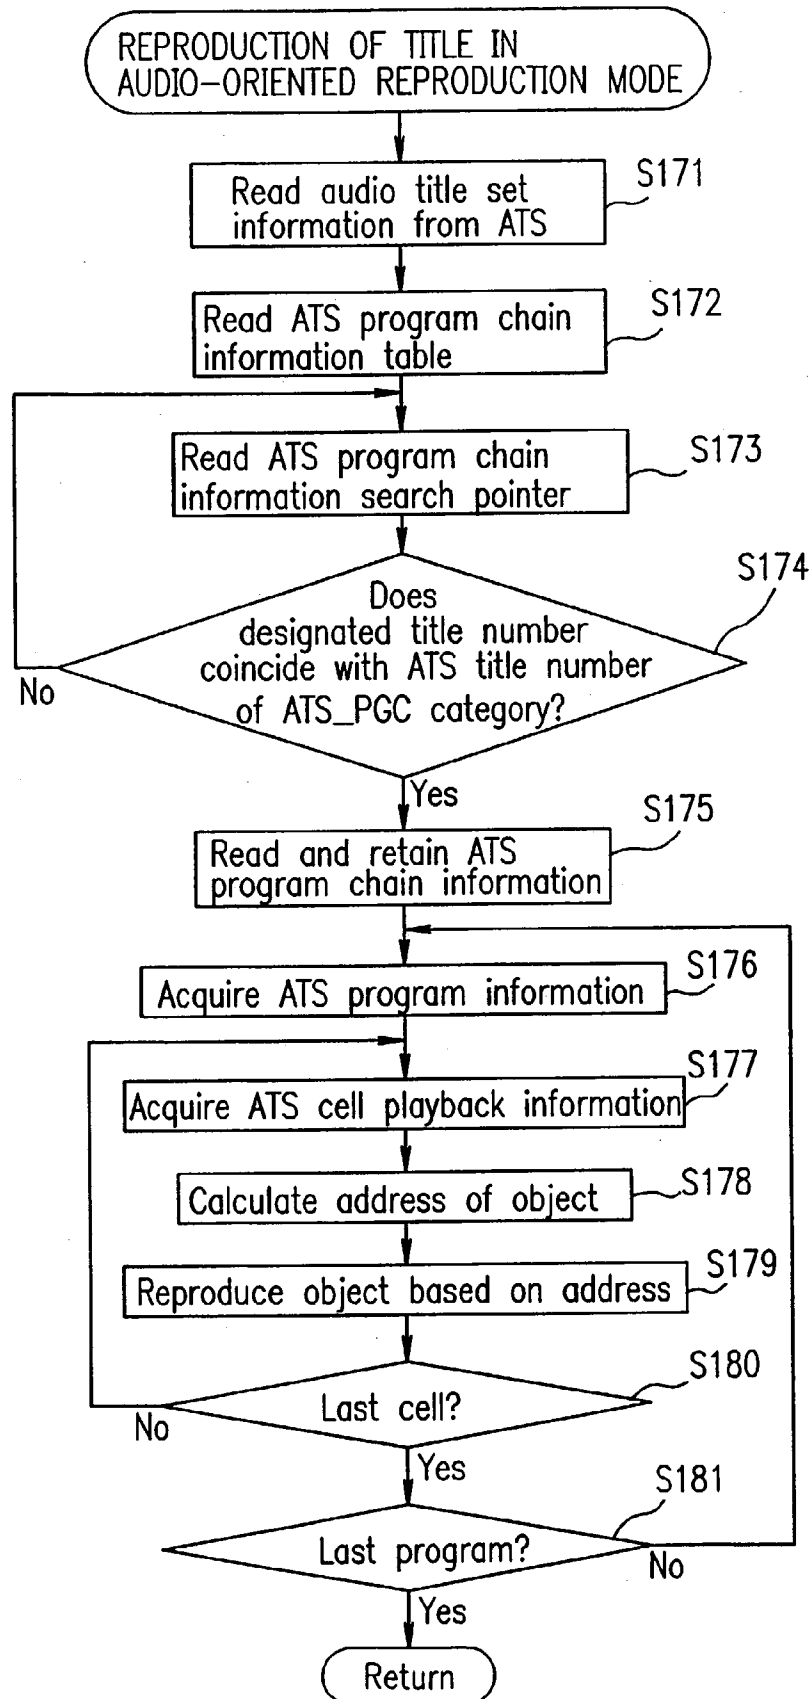 REPRODUCTION OF TITLE IN
AUDIO-ORIENTED REPRODUCTION MODE
S171
Read audio title set
information from ATS
S172
Read ATS program chain
information table
S173
Read ATS program chain
information search pointer
S174
Does
designated title number
coincide with ATS title number
of ATS_PGC category?
No
Yes
S175
Read and retain ATS
program chain information
S176
Acquire ATS program information
S177
Acquire ATS cell playback information
S178
Calculate address of object
S179
Reproduce object based on address
S180
Last cell?
No
Yes
S181
Last program?
No
Yes
Return